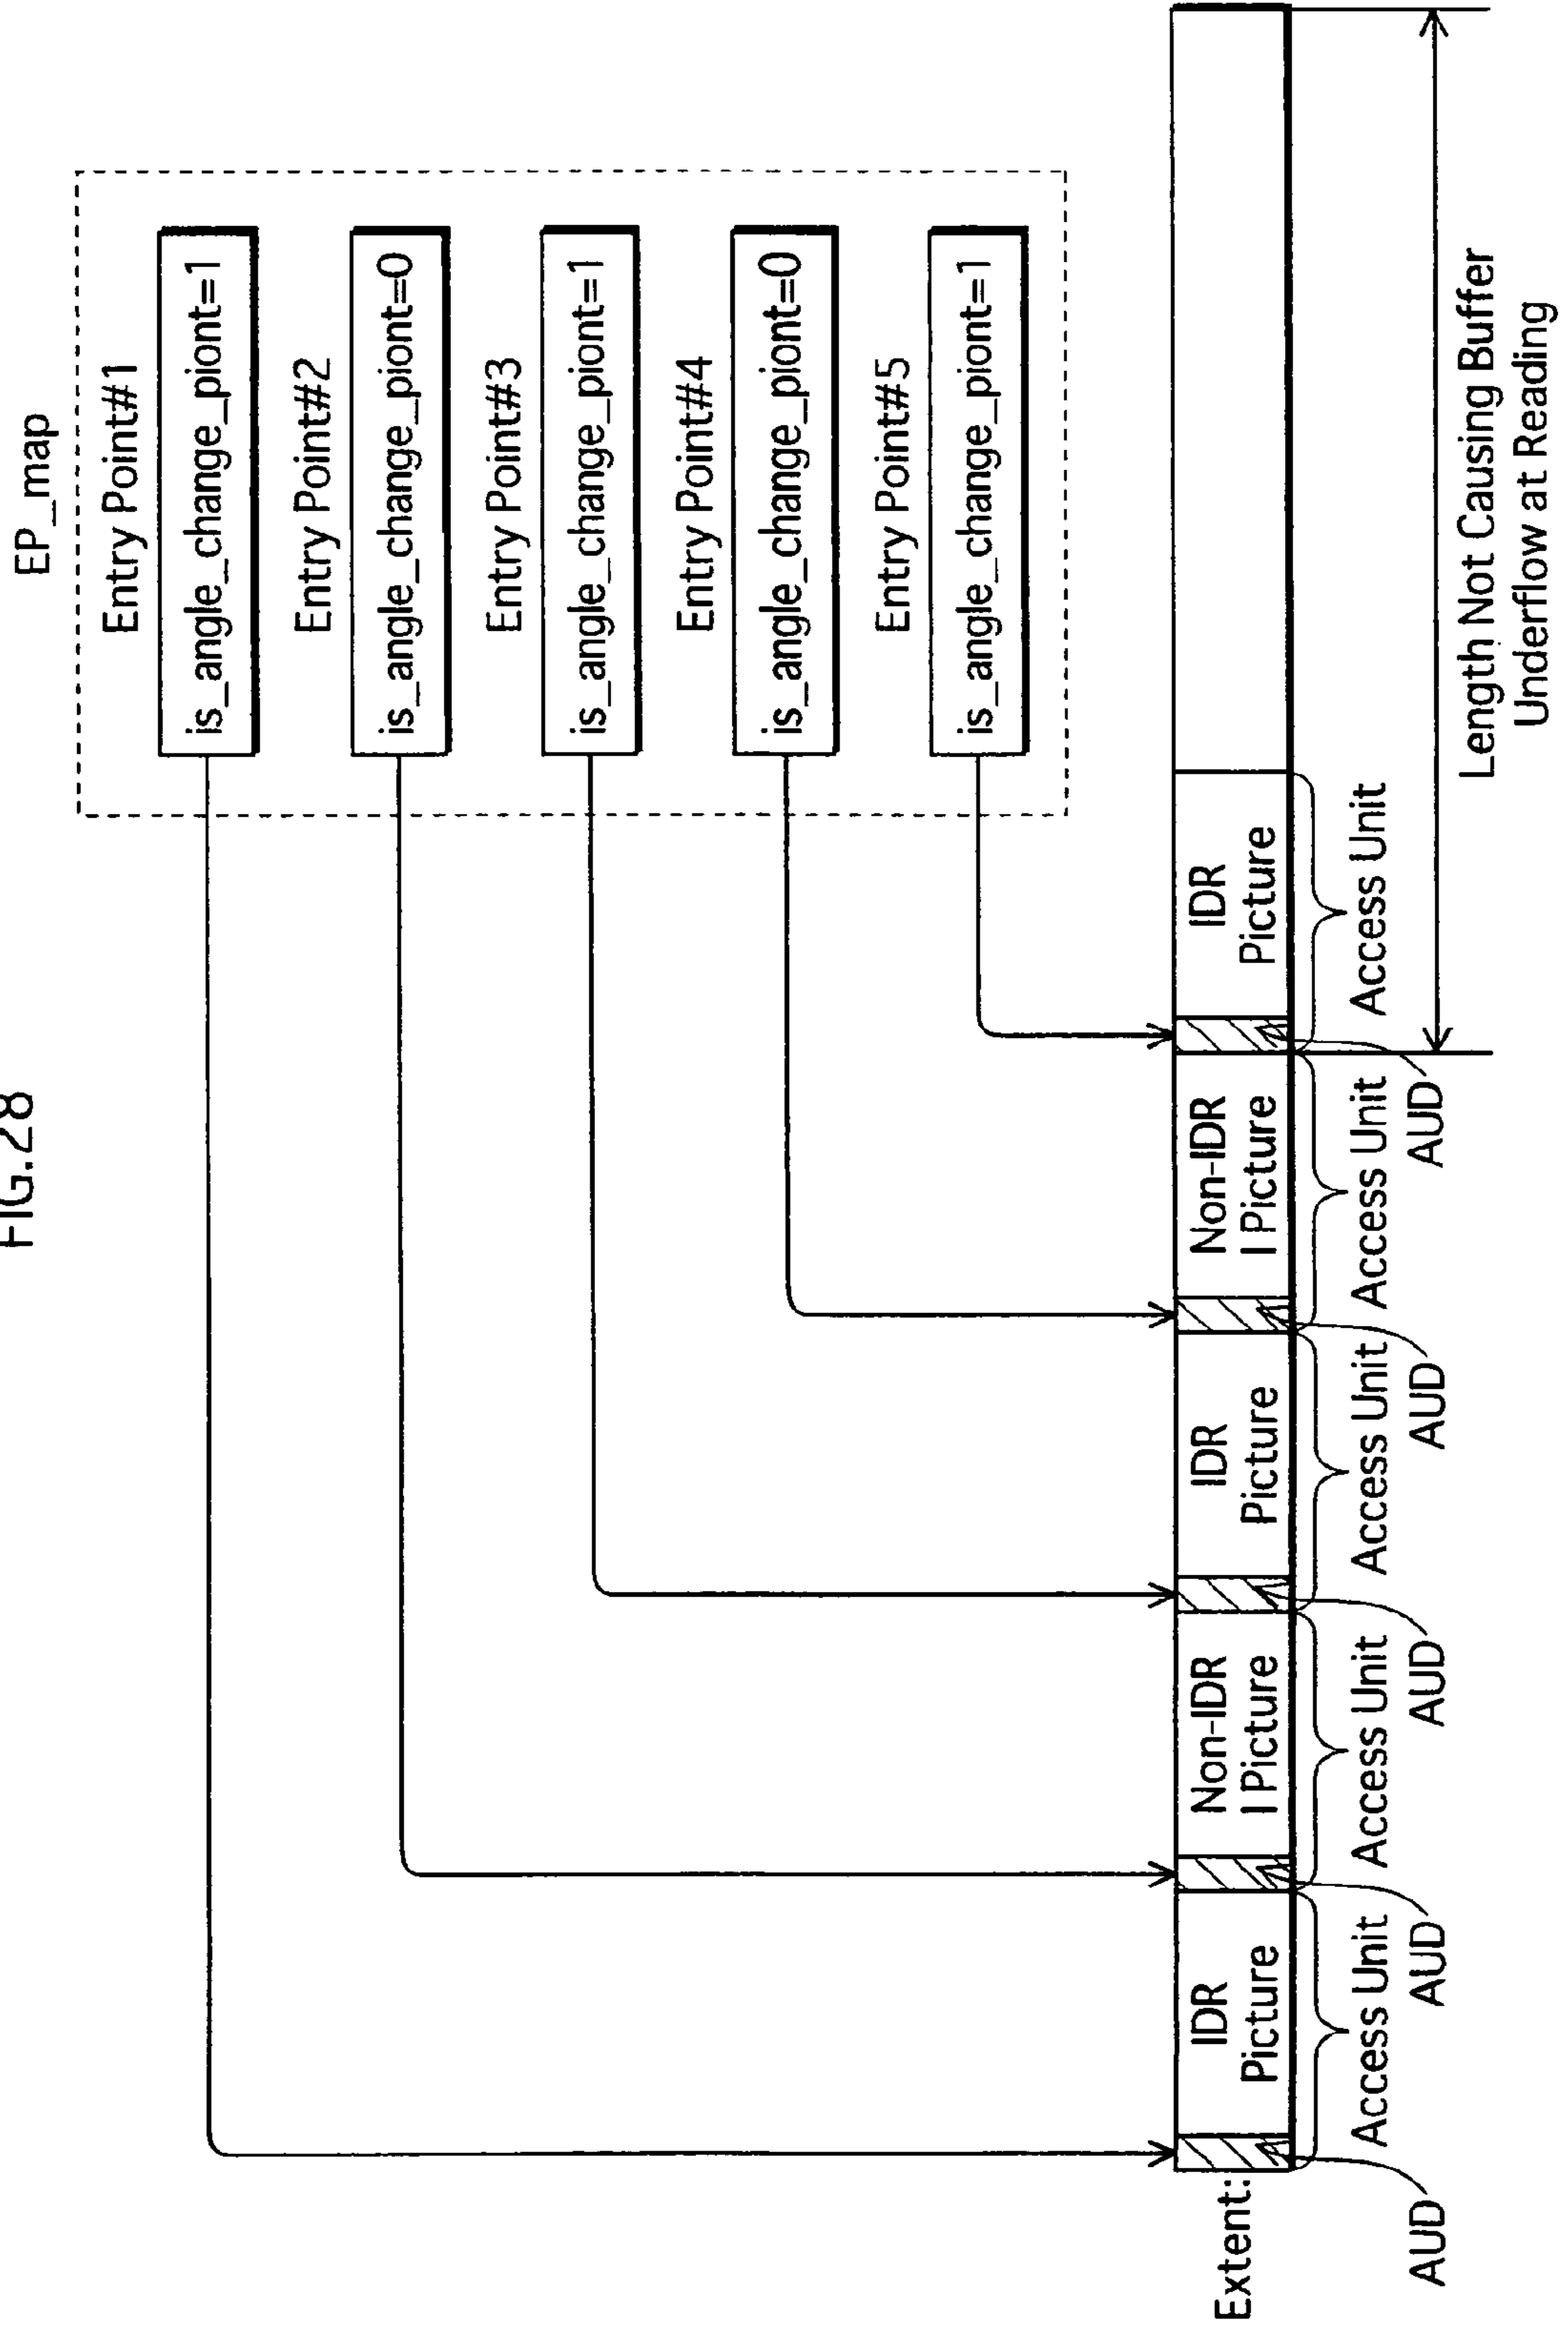 FIG.28
EP_map
Entry Point#1
is_angle_change_piont=1
Entry Point#2
is_angle_change_piont=0
Entry Point#3
is_angle_change_piont=1
Entry Point#4
is_angle_change_piont=0
Entry Point#5
is_angle_change_piont=1
Extent:
IDR
Picture
Non-IDR
I Picture
IDR
Picture
Non-IDR
I Picture
IDR
Picture
Access Unit
Access Unit
Access Unit
Access Unit
Access Unit
AUD
AUD
AUD
AUD
AUD
Length Not Causing Buffer
Underflow at Reading